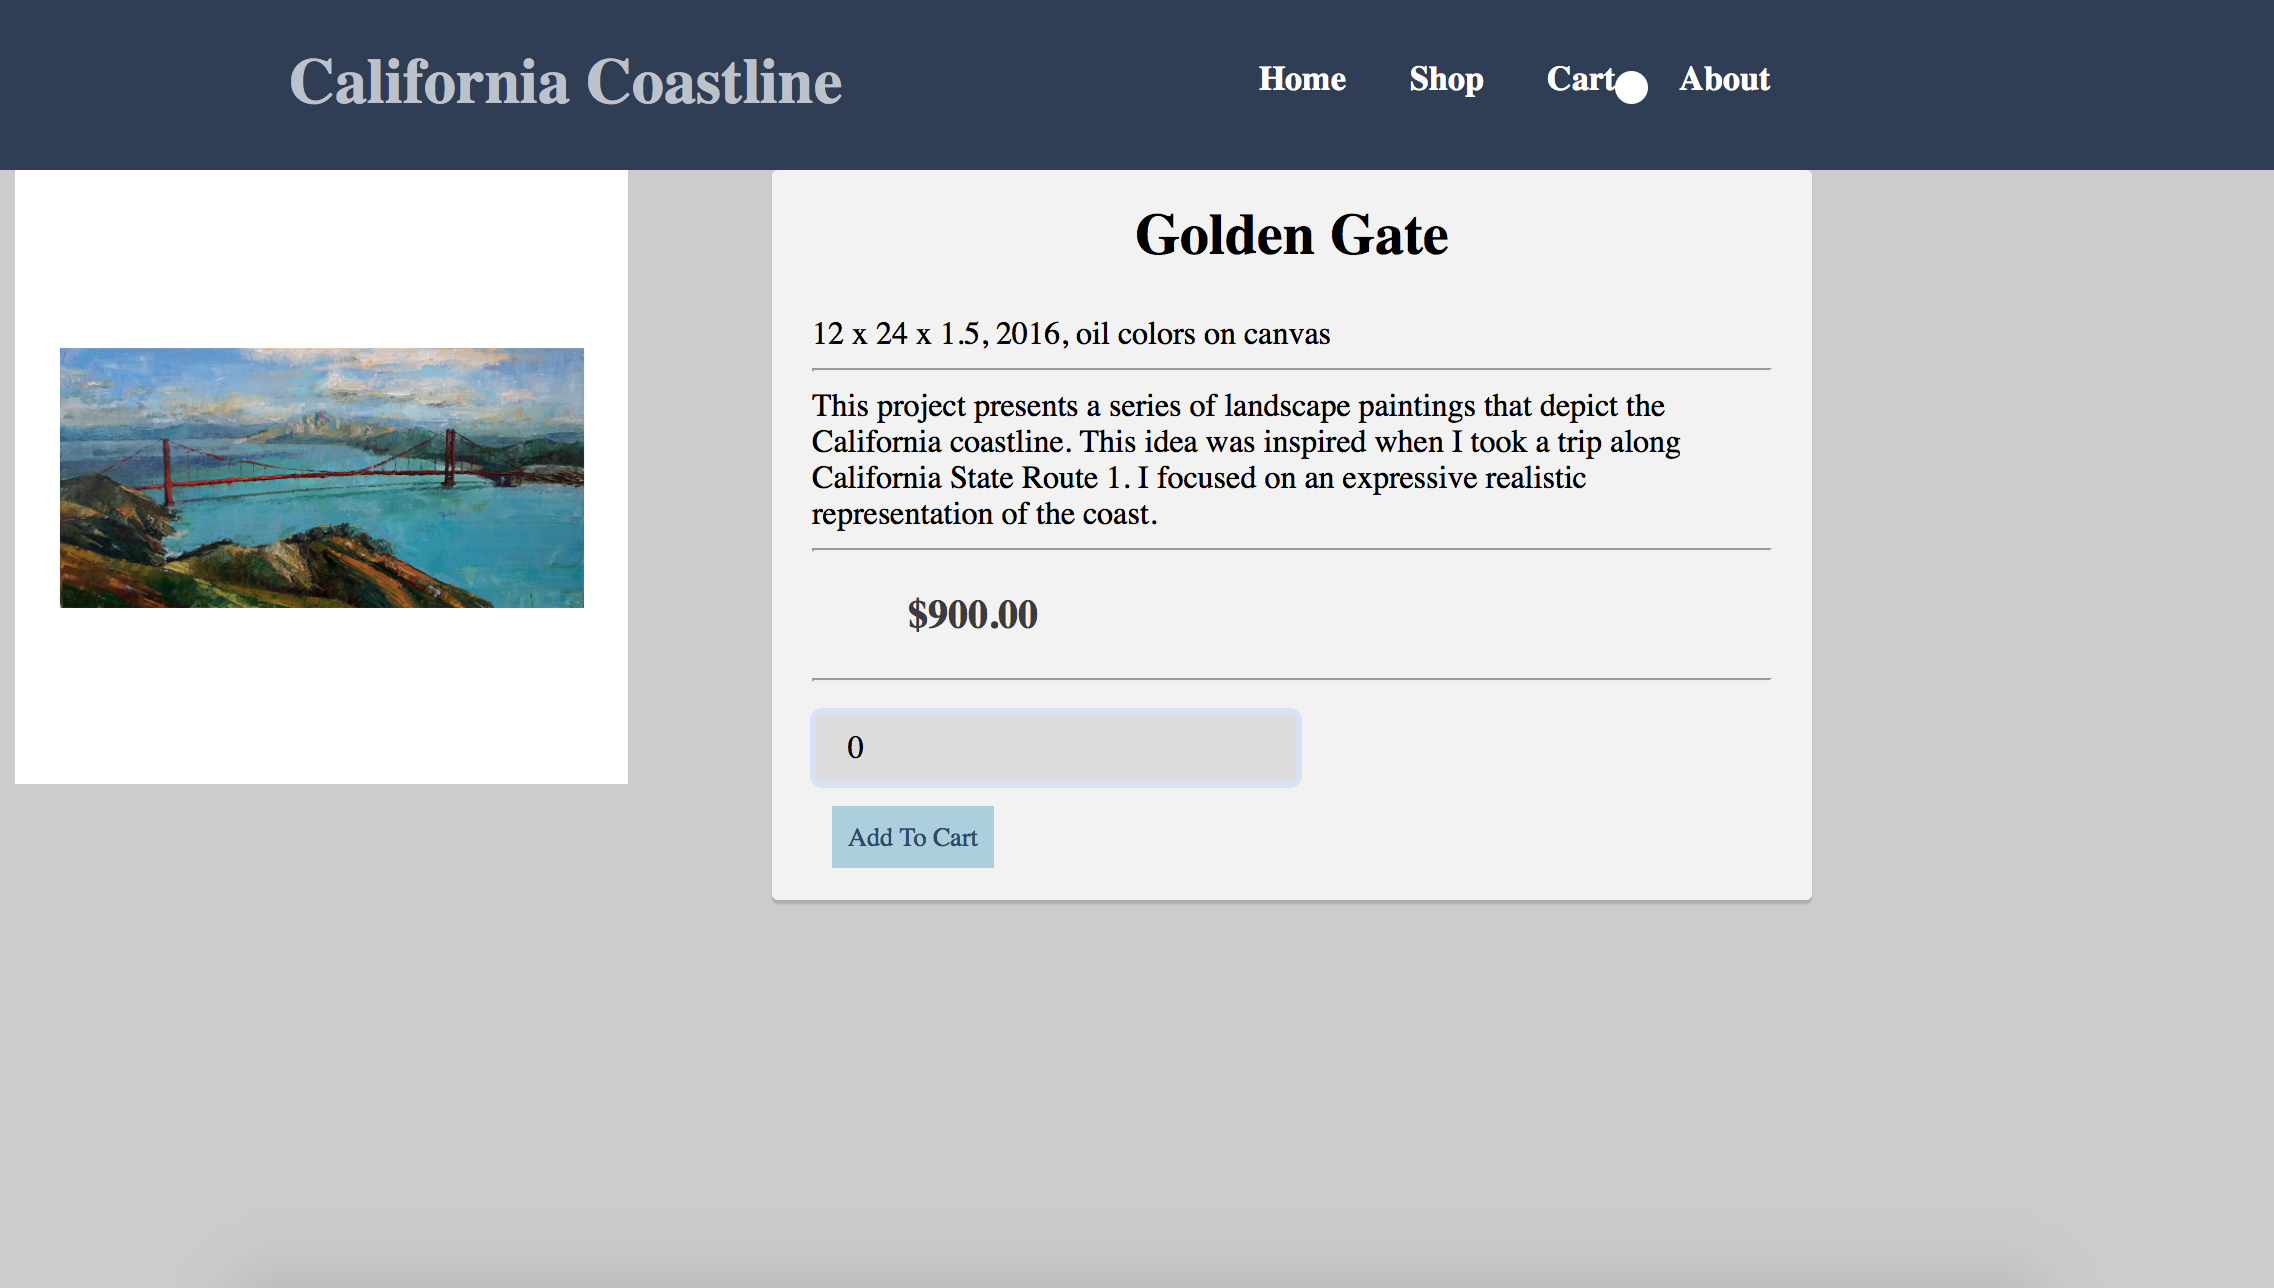 California Coastline
Home Shop Cart About
Golden Gate
12 x 24 x 1.5, 2016, oil colors on canvas
This project presents a series of landscape paintings that depict the
California coastline. This idea was inspired when I took a trip along
California State Route 1. I focused on an expressive realistic
representation of the coast.
$900.00
0
Add To Cart